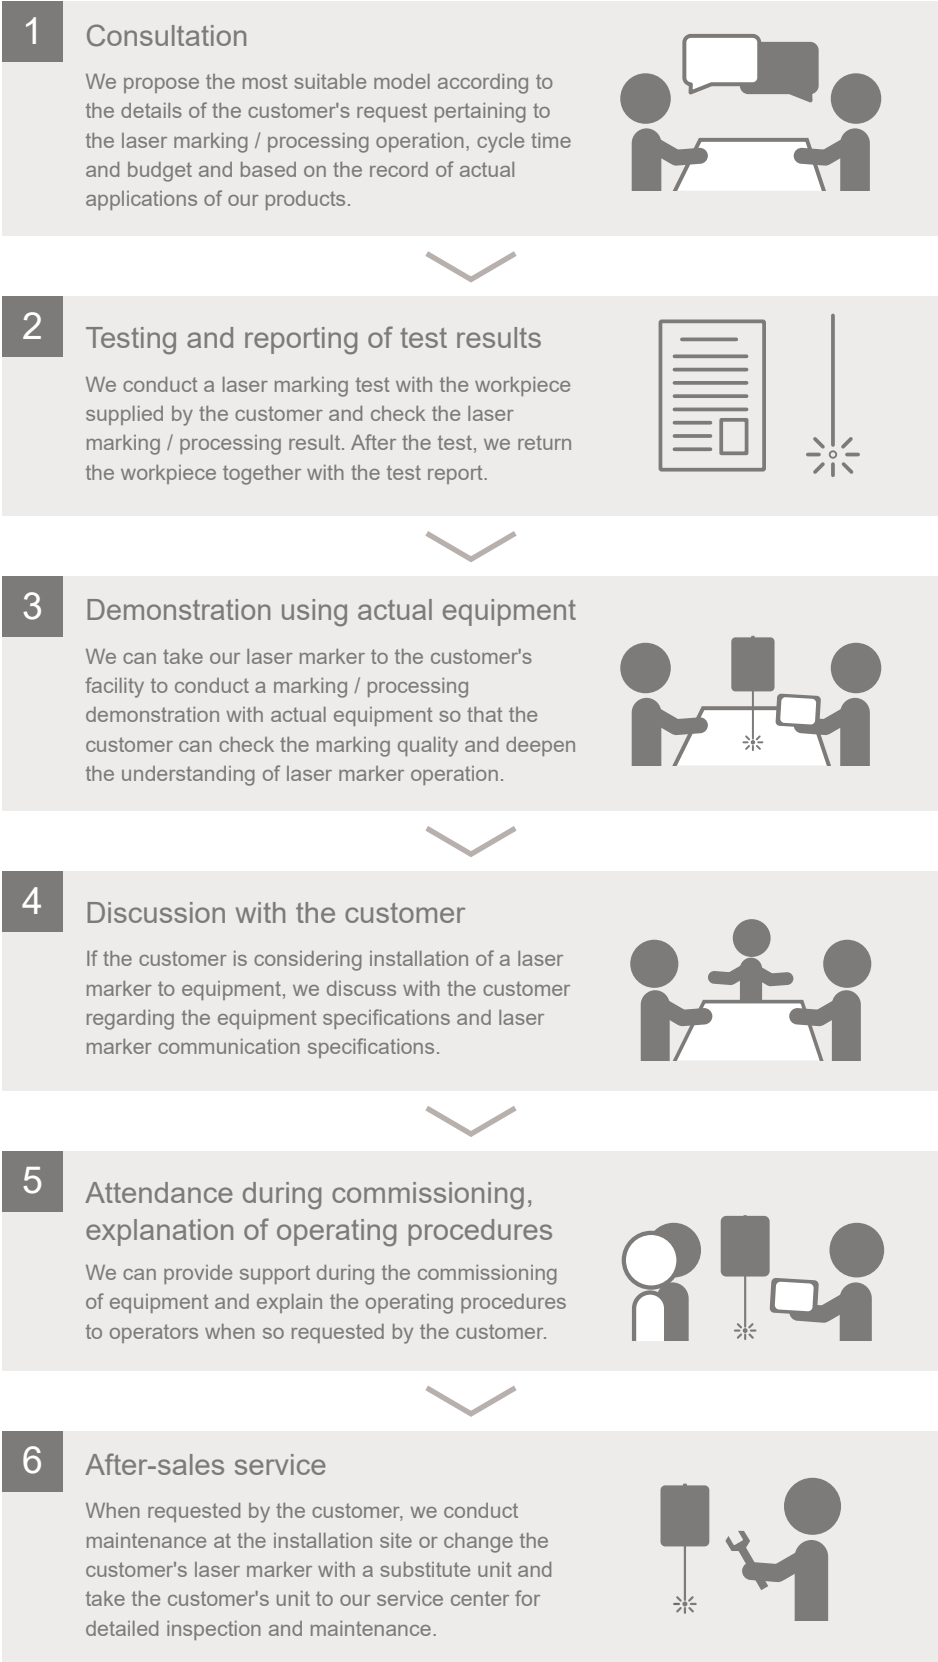 1
Consultation
We propose the most suitable model according to
the details of the customer's request pertaining to
the laser marking / processing operation, cycle time
and budget and based on the record of actual
applications of our products.
2
Testing and reporting of test results
We conduct a laser marking test with the workpiece
supplied by the customer and check the laser
marking / processing result. After the test, we return
the workpiece together with the test report.
3
Demonstration using actual equipment
We can take our laser marker to the customer's
facility to conduct a marking / processing
demonstration with actual equipment so that the
customer can check the marking quality and deepen
the understanding of laser marker operation.
4
Discussion with the customer
If the customer is considering installation of a laser
marker to equipment, we discuss with the customer
regarding the equipment specifications and laser
marker communication specifications.
5
Attendance during commissioning,
explanation of operating procedures
We can provide support during the commissioning
of equipment and explain the operating procedures
to operators when so requested by the customer.
6
After-sales service
When requested by the customer, we conduct
maintenance at the installation site or change the
customer's laser marker with a substitute unit and
take the customer's unit to our service center for
detailed inspection and maintenance.